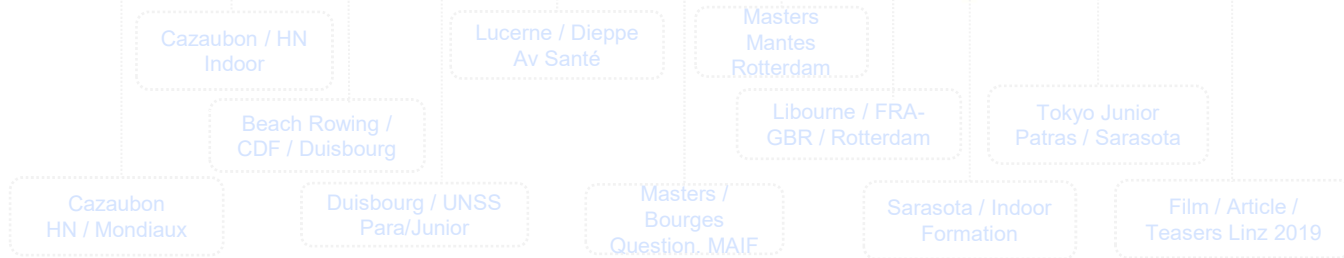 Cazaubon / HN
Indoor
Lucerne / Dieppe
Av Santé
Masters
Mantes
Rotterdam
Beach Rowing /
CDF / Duisbourg
Libourne / FRA-
GBR / Rotterdam
Tokyo Junior
Patras / Sarasota
Cazaubon
HN / Mondiaux
Duisbourg / UNSS
Para/Junior
Masters /
Bourges
Question. MAIF
Sarasota / Indoor
Formation
Film / Article /
Teasers Linz 2019